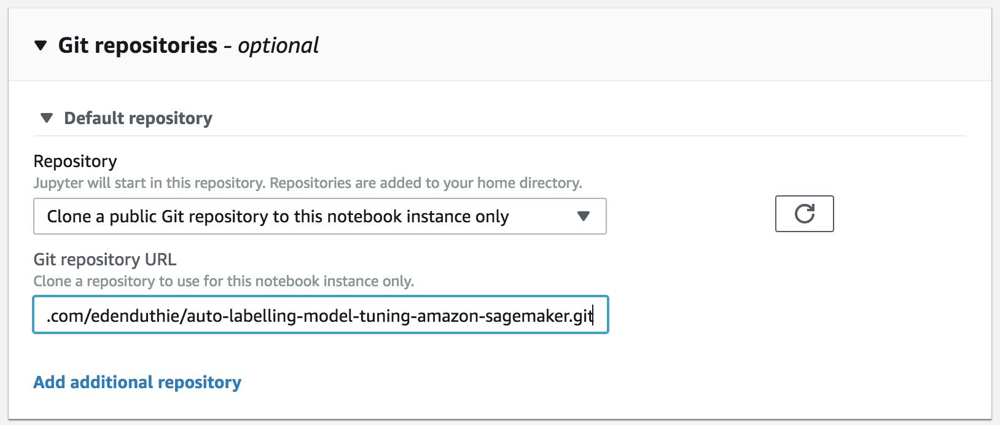 Git repositories - optional
Default repository
Repository
Jupyter will start in this repository. Repositories are added to your home directory.
Clone a public Git repository to this notebook instance only
Git repository URL
Clone a repository to use for this notebook instance only.
.com/edenduthie/auto-labelling-model-tuning-amazon-sagemaker.git
Add additional repository